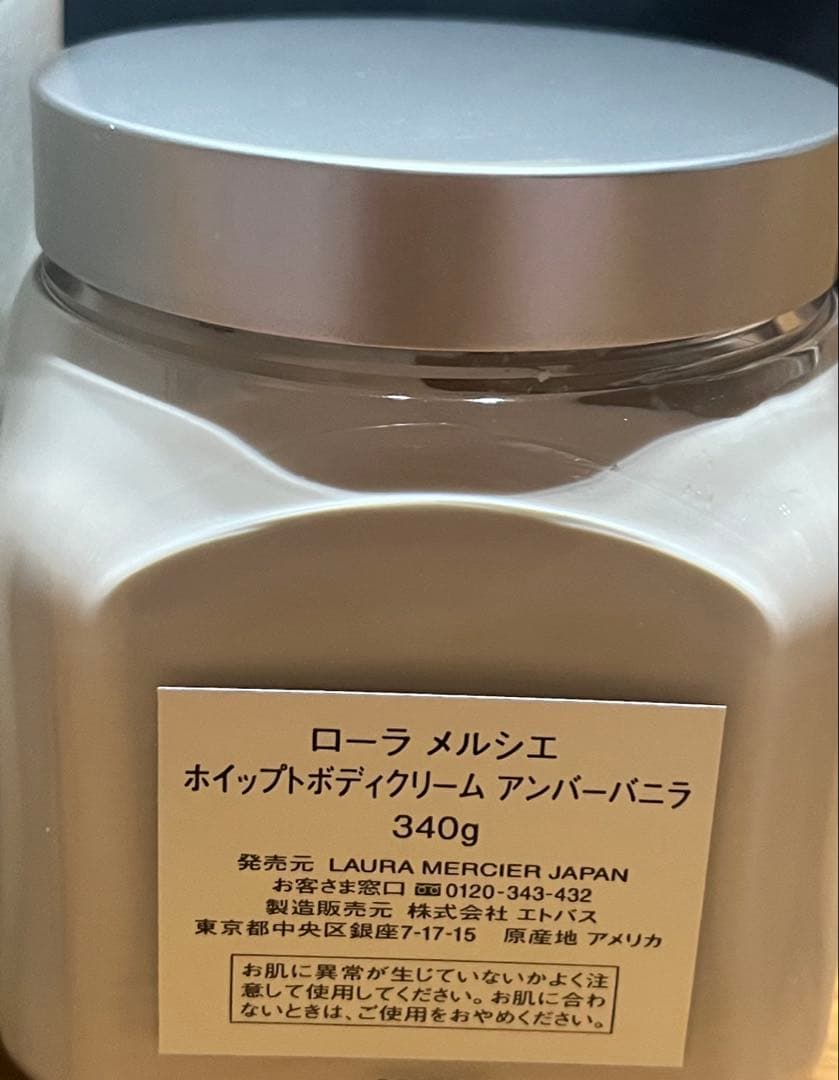 ローラ メルシエ
ホイップトボディクリーム アンバーバニラ
340g
発売元 LAURA MERCIER JAPAN
お客さま窓口 0120-343-432
製造販売元 株式会社 エトバス
東京都中央区銀座7-17-15 原産地 アメリカ
お肌に異常が生じていないかよく注
意して使用してください。お肌に合わ
ないときは、ご使用をおやめください。